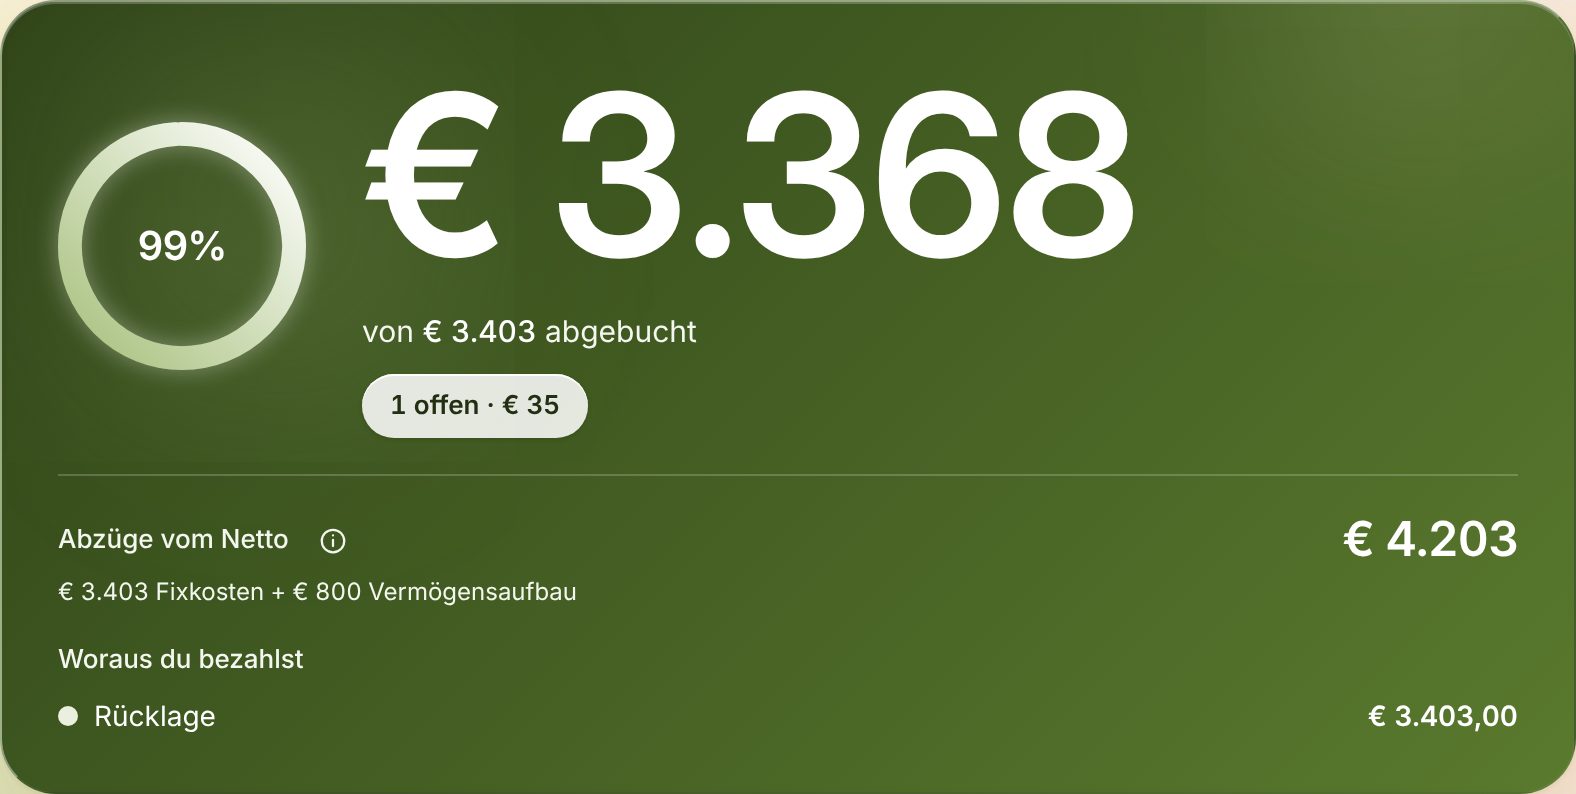 99%
€ 3.368
von € 3.403 abgebucht
1 offen · € 35
Abzüge vom Netto € 4.203
€ 3.403 Fixkosten + € 800 Vermögensaufbau
Woraus du bezahlst
Rücklage € 3.403,00